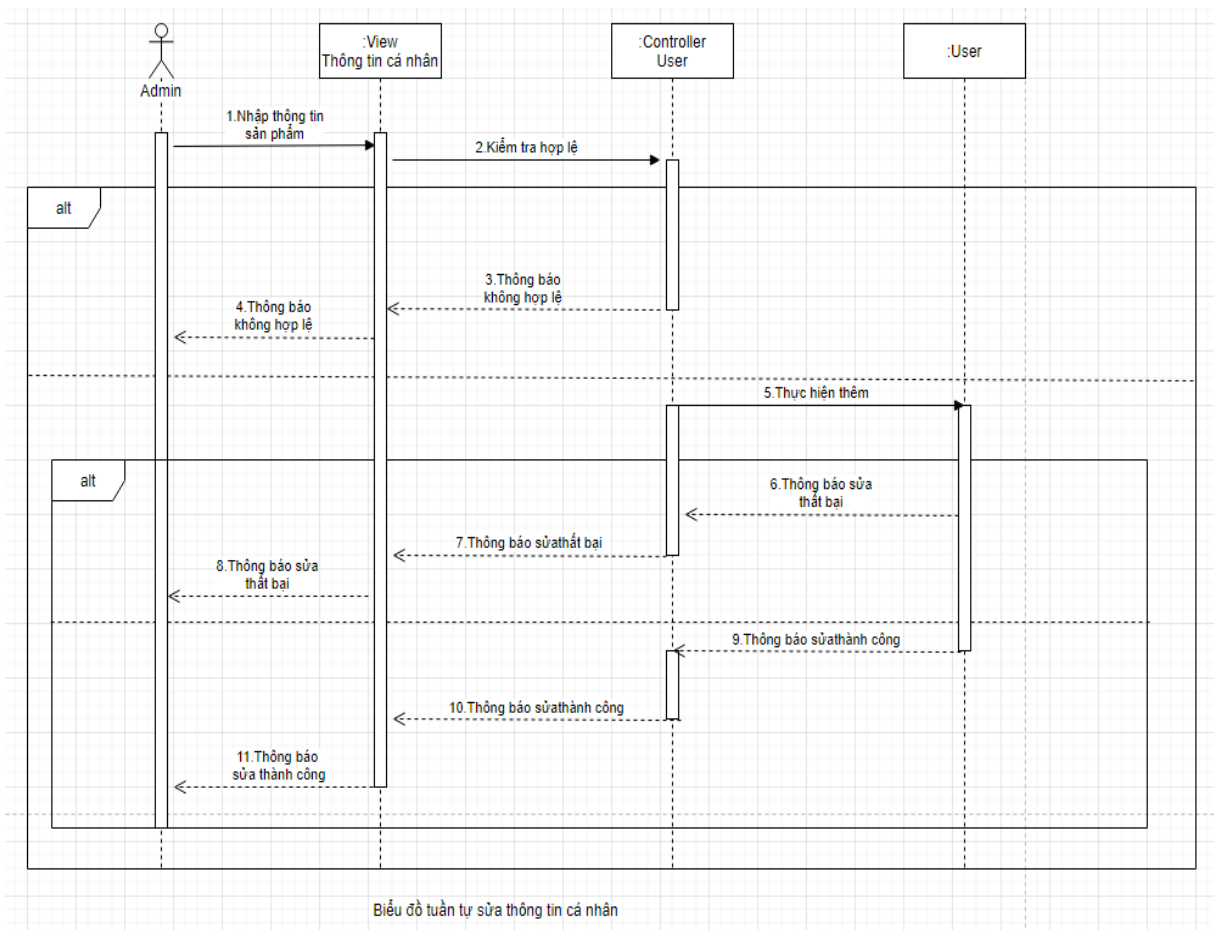 :View
Thông tin cá nhân
:Controller
User
:User
Admin
1.Nhập thông tin
sản phẩm
2.Kiểm tra hợp lệ
alt
3.Thông báo
không hợp lệ
4.Thông báo
không hợp lệ
5.Thực hiện thêm
alt
6.Thông báo sửa
thất bại
7.Thông báo sửathất bại
8.Thông báo sửa
thất bại
9.Thông báo sửathành công
10.Thông báo sửathành công
11.Thông báo
sửa thành công
Biểu đồ tuần tự sửa thông tin cá nhân